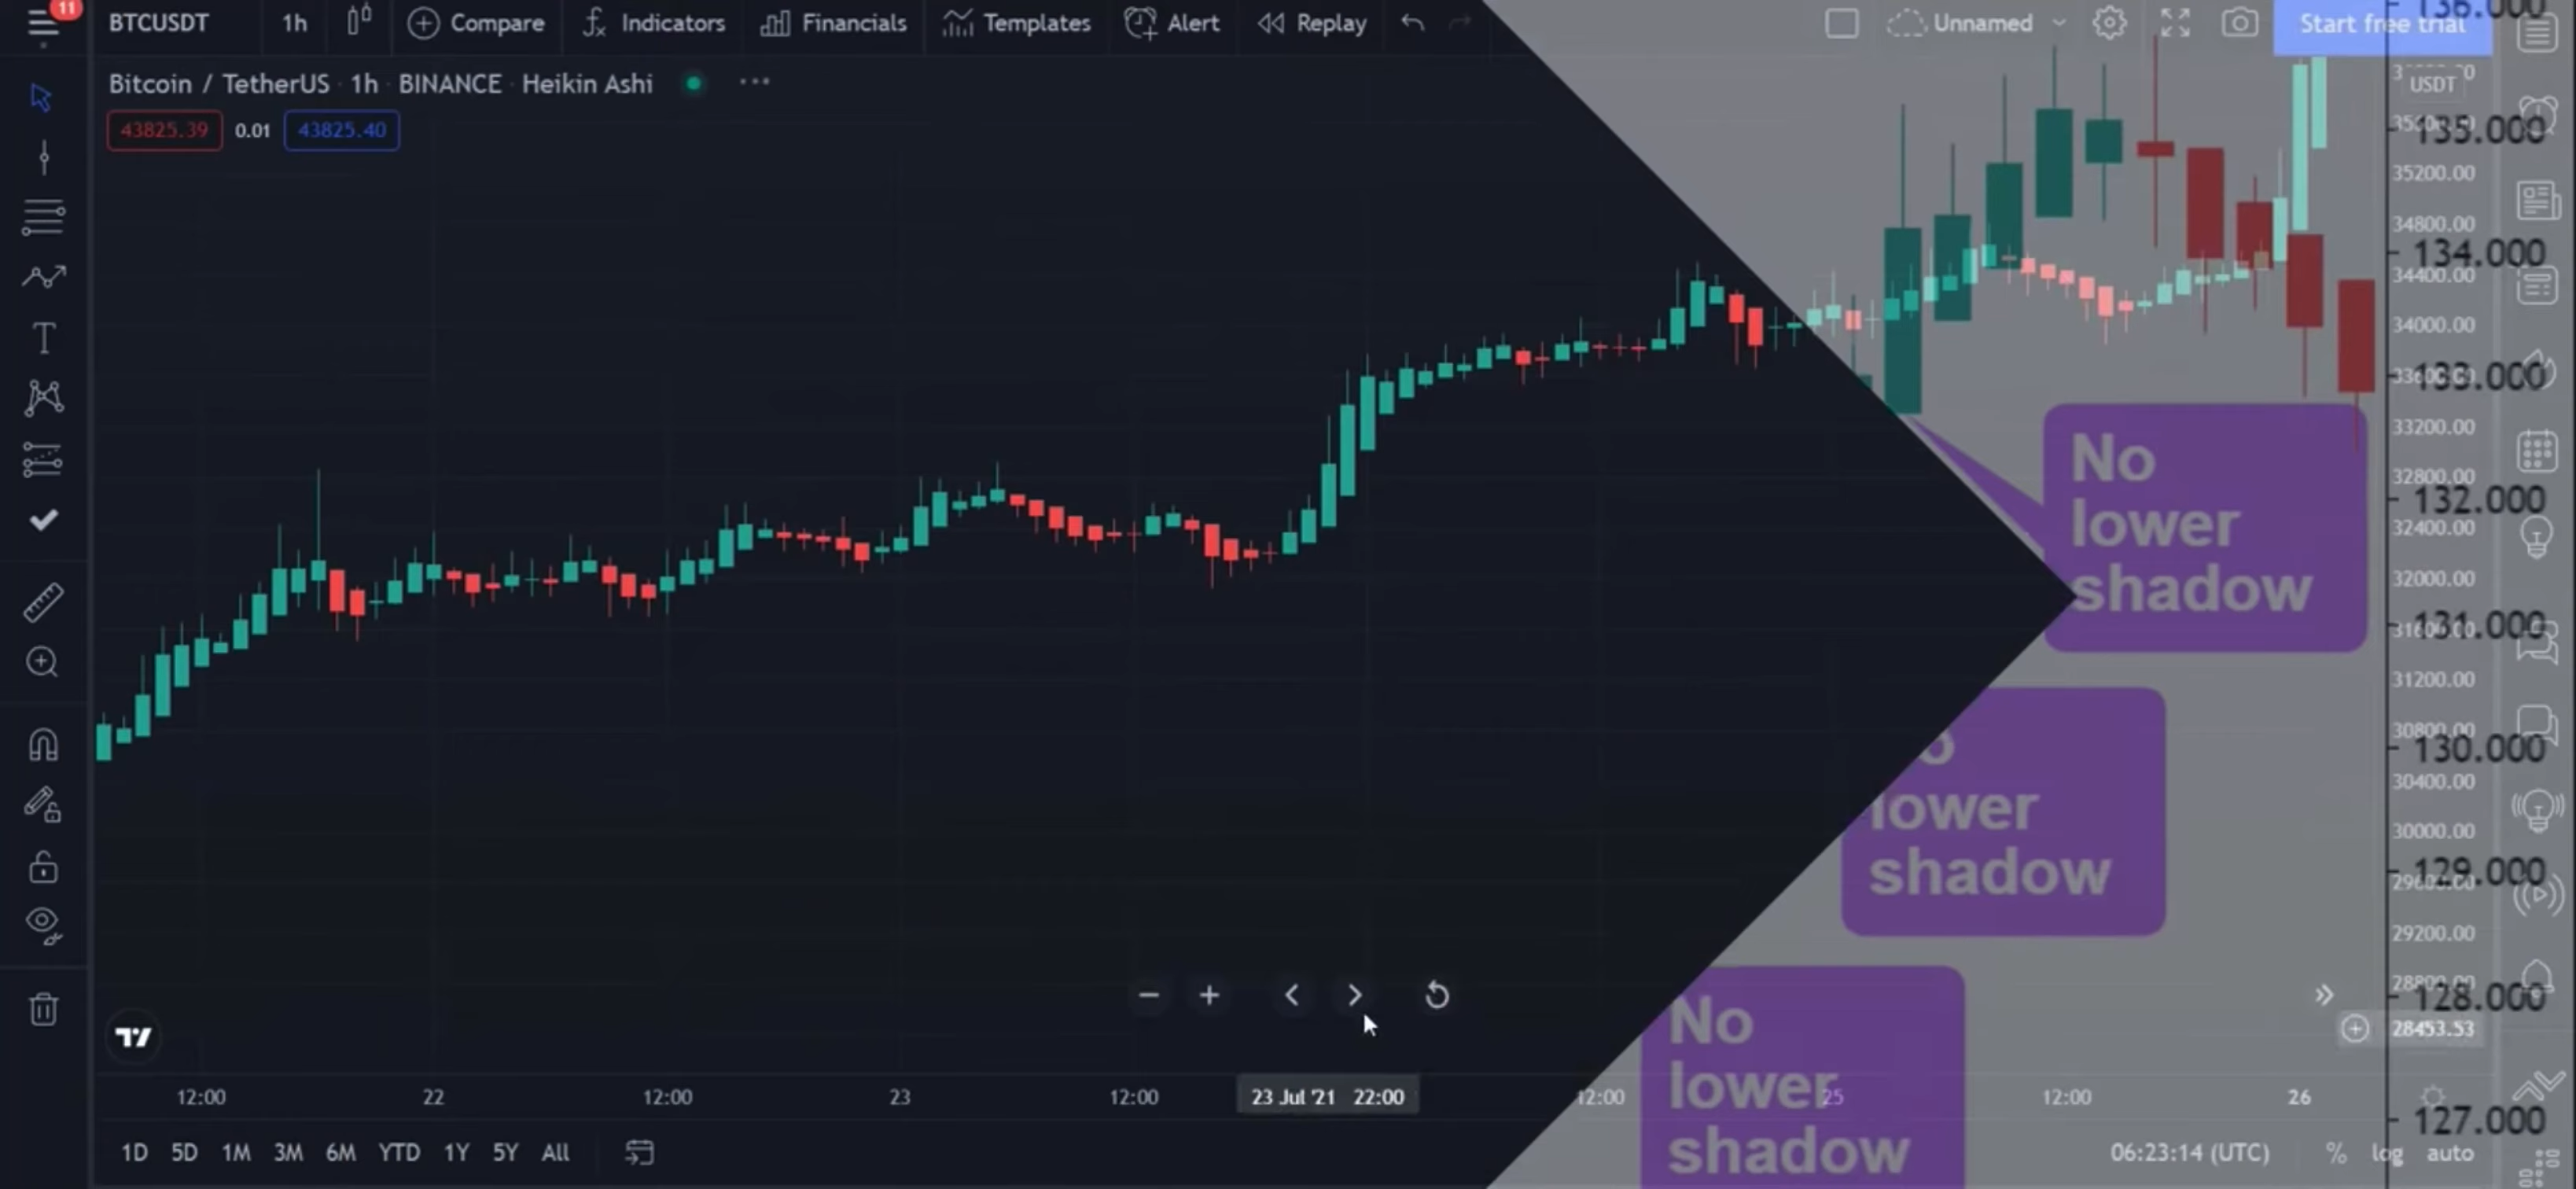 11
BTCUSDT 1h Compare Indicators Financials Templates Alert Replay Unnamed Start free trial
Bitcoin / TetherUS · 1h · BINANCE · Heikin Ashi
43825.39 0.01 43825.40
USDT
135.000
35200.00
34800.00
134.000
34400.00
34000.00
133.000
33200.00
32800.00
132.000
32400.00
32000.00
131.000
31200.00
130.000
30400.00
30000.00
129.000
29200.00
128.000
28453.53
127.000
No
lower
shadow
lower
shadow
No
lower
shadow
12:00 22 12:00 23 12:00 23 Jul '21 22:00 12:00 25 12:00 26
1D 5D 1M 3M 6M YTD 1Y 5Y All 06:23:14 (UTC) % log auto